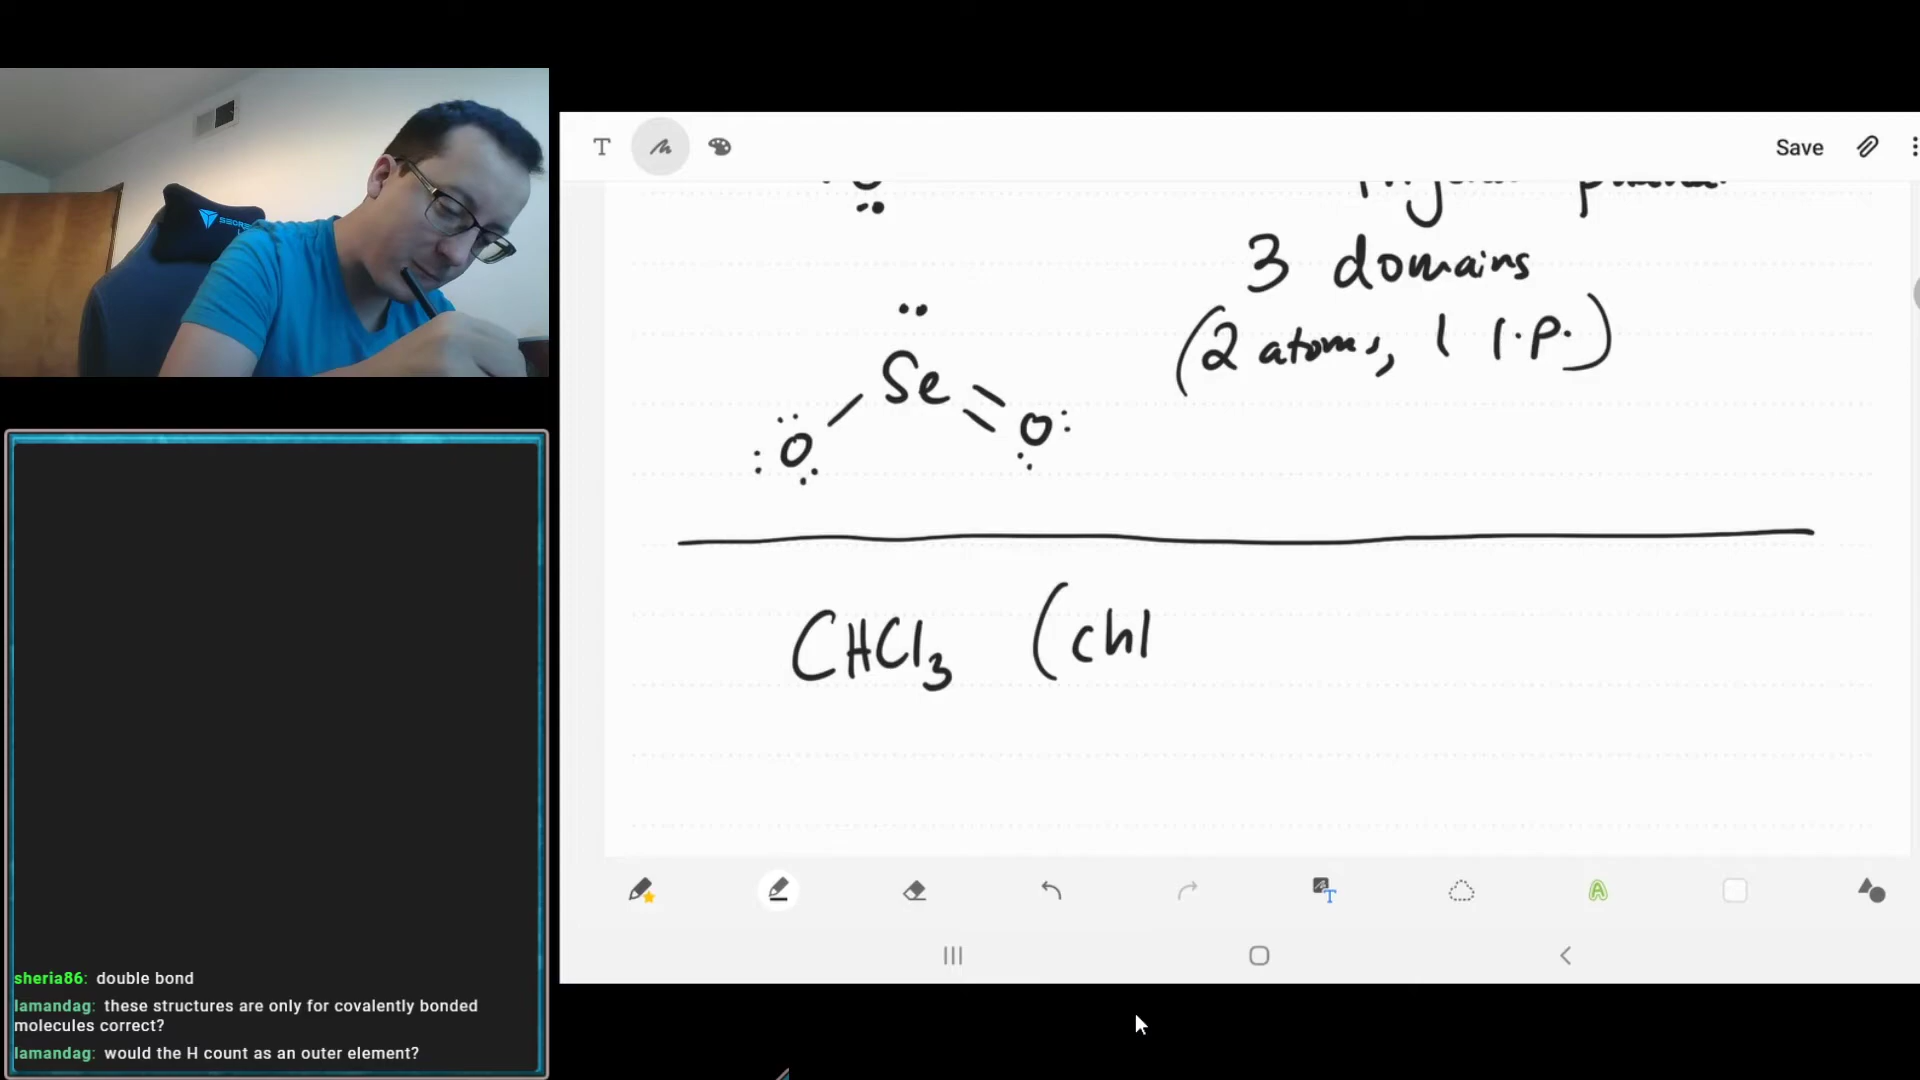 T
Save
3 domains
(2 atoms, 1 l.p.)
Se
O
O
CHCl₃ (chl
sheria86: double bond
lamandag: these structures are only for covalently bonded
molecules correct?
lamandag: would the H count as an outer element?
T
A